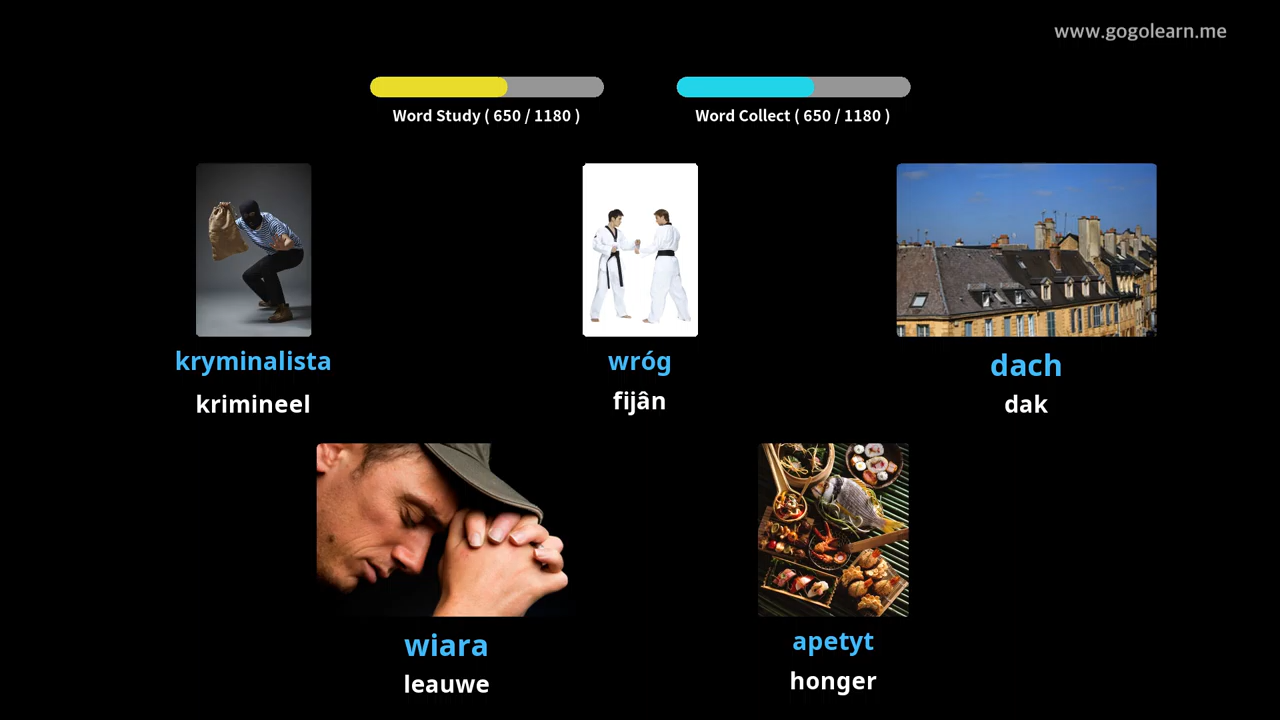 www.gogolearn.me
Word Study ( 650 / 1180 )
Word Collect ( 650 / 1180 )
kryminalista
krimineel
wróg
fijân
dach
dak
wiara
leauwe
apetyt
honger